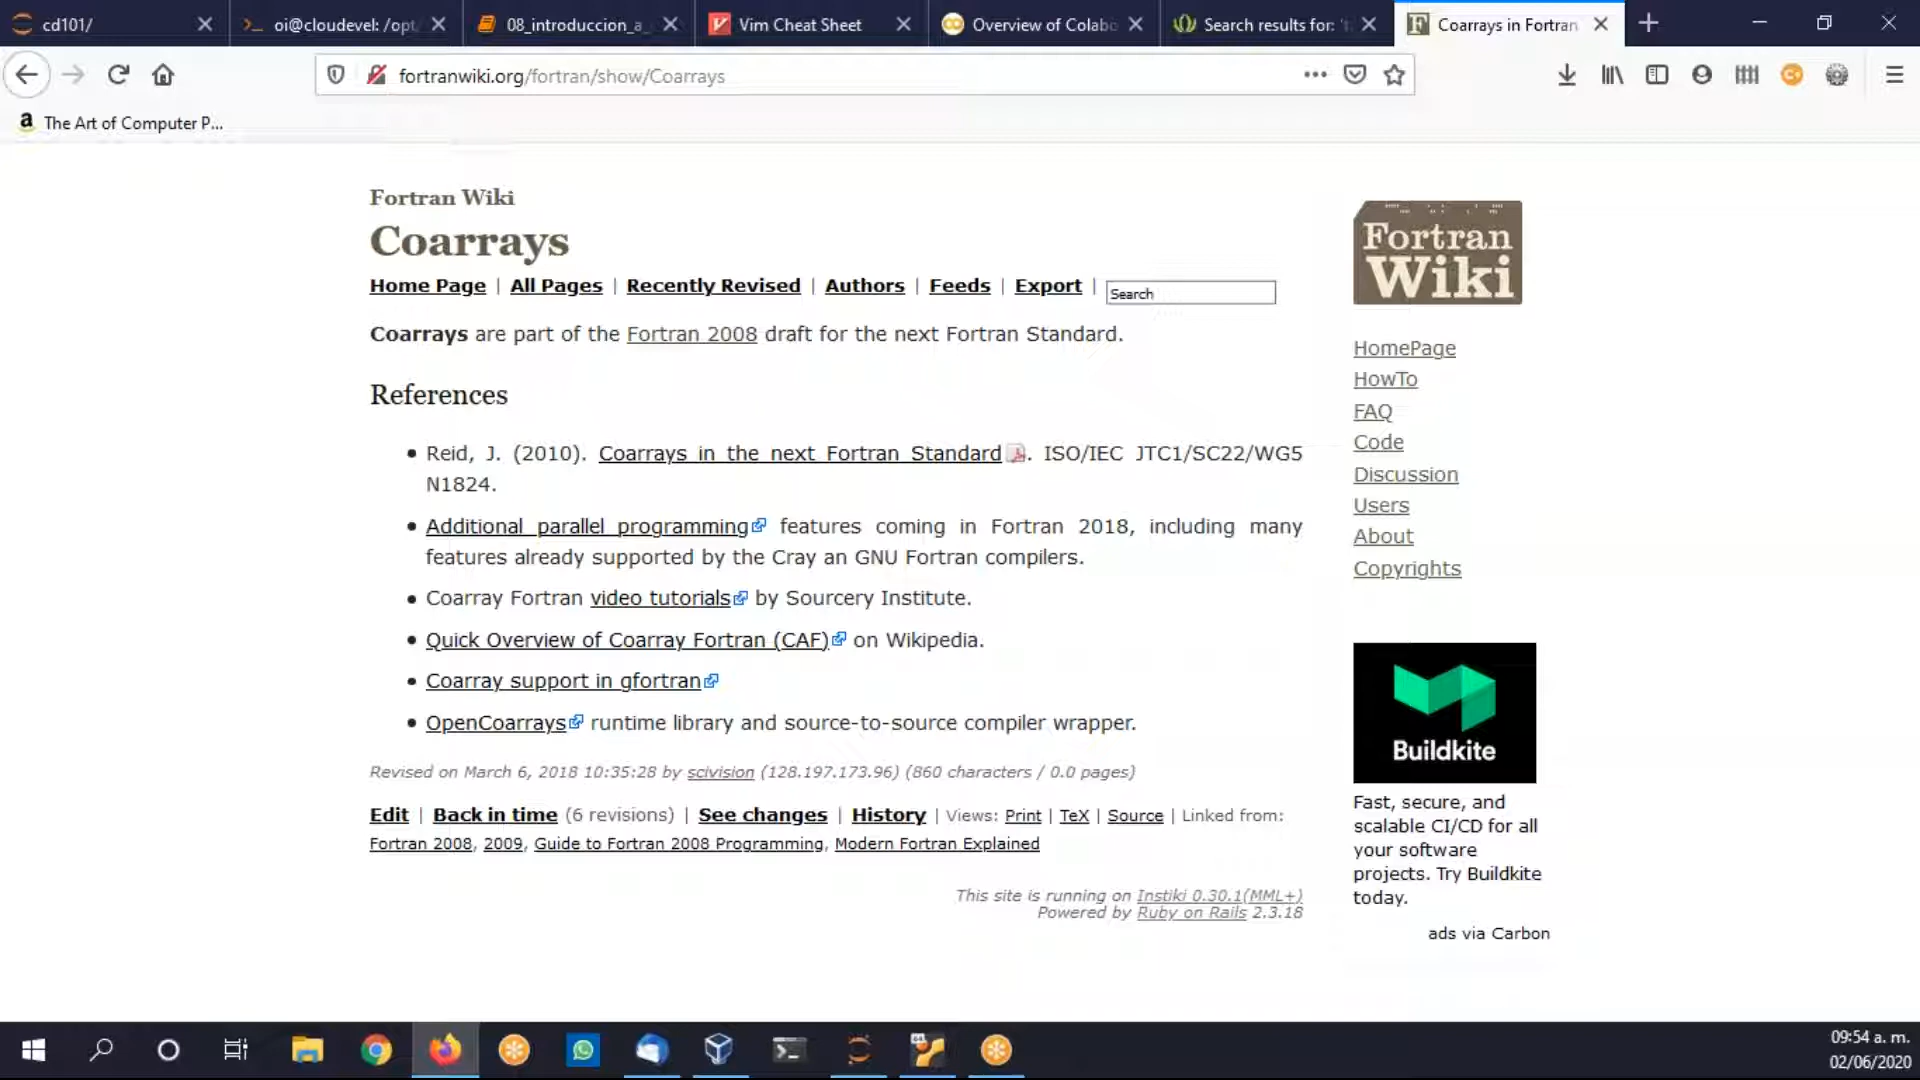 cd101/
oi@cloudevel: /opt
08_introduccion_a_
Vim Cheat Sheet
Overview of Colabo
Search results for: 't
Coarrays in Fortran
fortranwiki.org/fortran/show/Coarrays
The Art of Computer P...
Fortran Wiki
Coarrays
Home Page | All Pages | Recently Revised | Authors | Feeds | Export | Search
Coarrays are part of the Fortran 2008 draft for the next Fortran Standard.
References
Reid, J. (2010). Coarrays in the next Fortran Standard. ISO/IEC JTC1/SC22/WG5
N1824.
Additional parallel programming features coming in Fortran 2018, including many
features already supported by the Cray an GNU Fortran compilers.
Coarray Fortran video tutorials by Sourcery Institute.
Quick Overview of Coarray Fortran (CAF) on Wikipedia.
Coarray support in gfortran
OpenCoarrays runtime library and source-to-source compiler wrapper.
Revised on March 6, 2018 10:35:28 by scivision (128.197.173.96) (860 characters / 0.0 pages)
Edit | Back in time (6 revisions) | See changes | History | Views: Print | TeX | Source | Linked from:
Fortran 2008, 2009, Guide to Fortran 2008 Programming, Modern Fortran Explained
This site is running on Instiki 0.30.1(MML+)
Powered by Ruby on Rails 2.3.18
Fortran
Wiki
HomePage
HowTo
FAQ
Code
Discussion
Users
About
Copyrights
Buildkite
Fast, secure, and
scalable CI/CD for all
your software
projects. Try Buildkite
today.
ads via Carbon
09:54 a. m.
02/06/2020